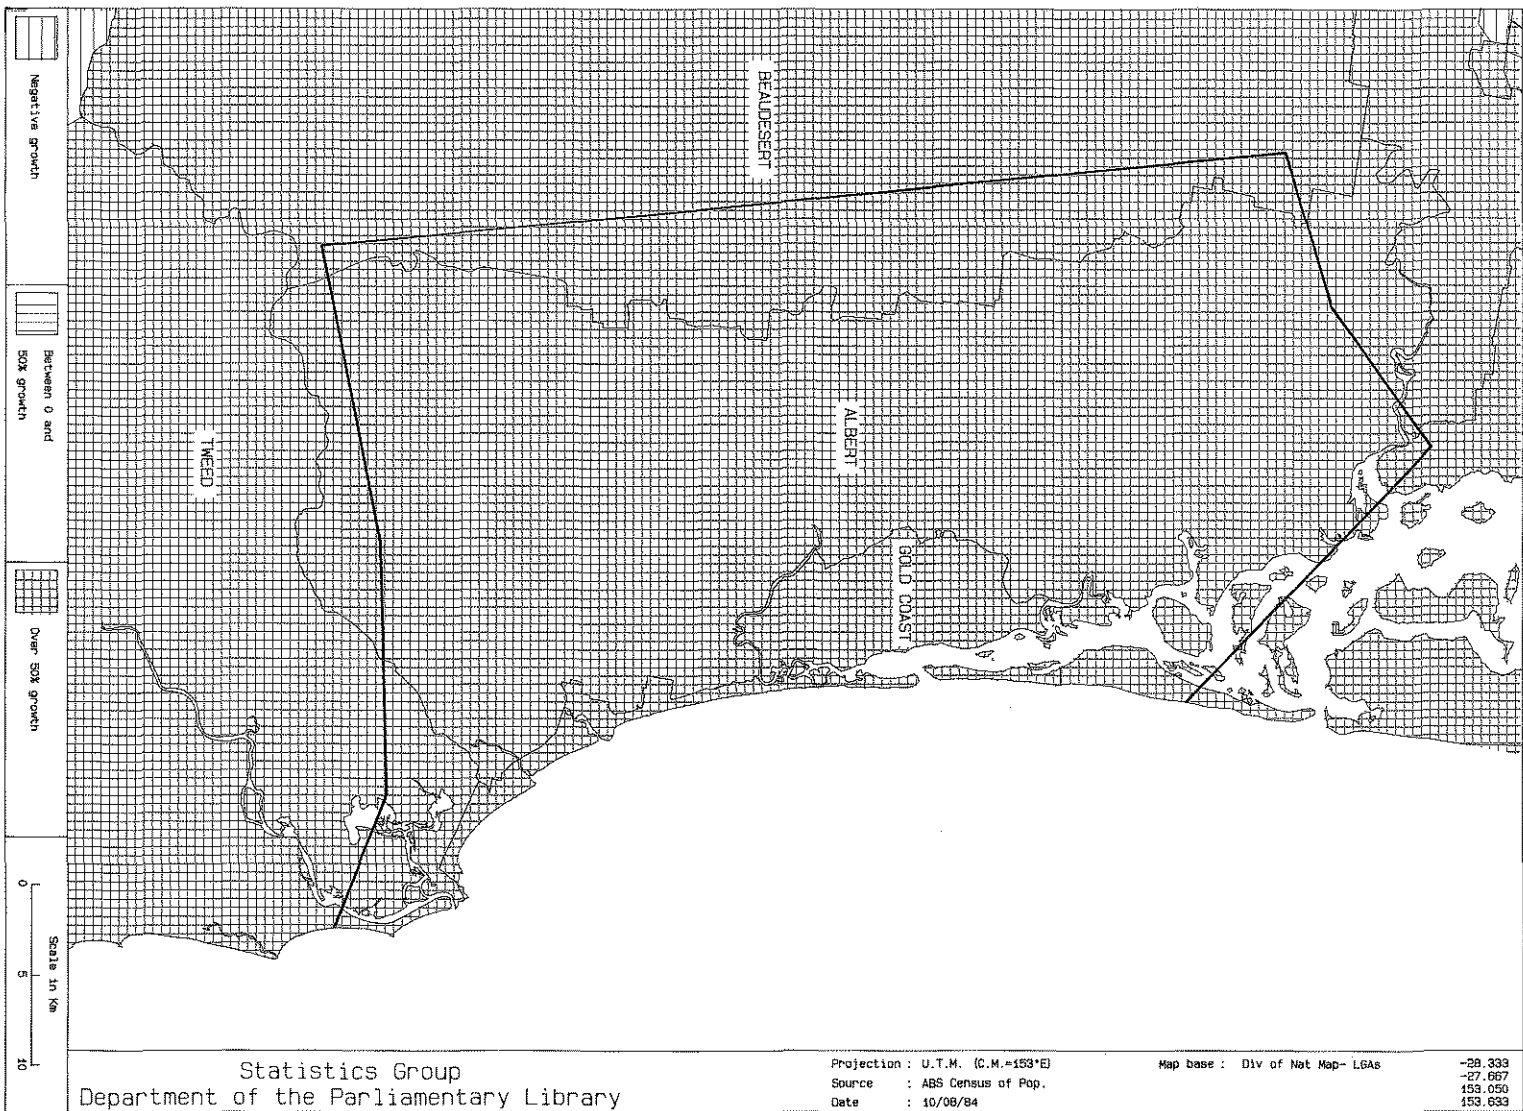 Negative growth
Between 0 and
50% growth
Over 50% growth
Scale in Km
0
5
10
BEAUDESERT
ALBERT
TWEED
GOLD COAST
Statistics Group
Department of the Parliamentary Library
Projection : U.T.M. (C.M.=153°E)
Source : ABS Census of Pop.
Date : 10/08/84
Map base : Div of Nat Map- LGAs
-28.333
-27.667
153.050
153.633